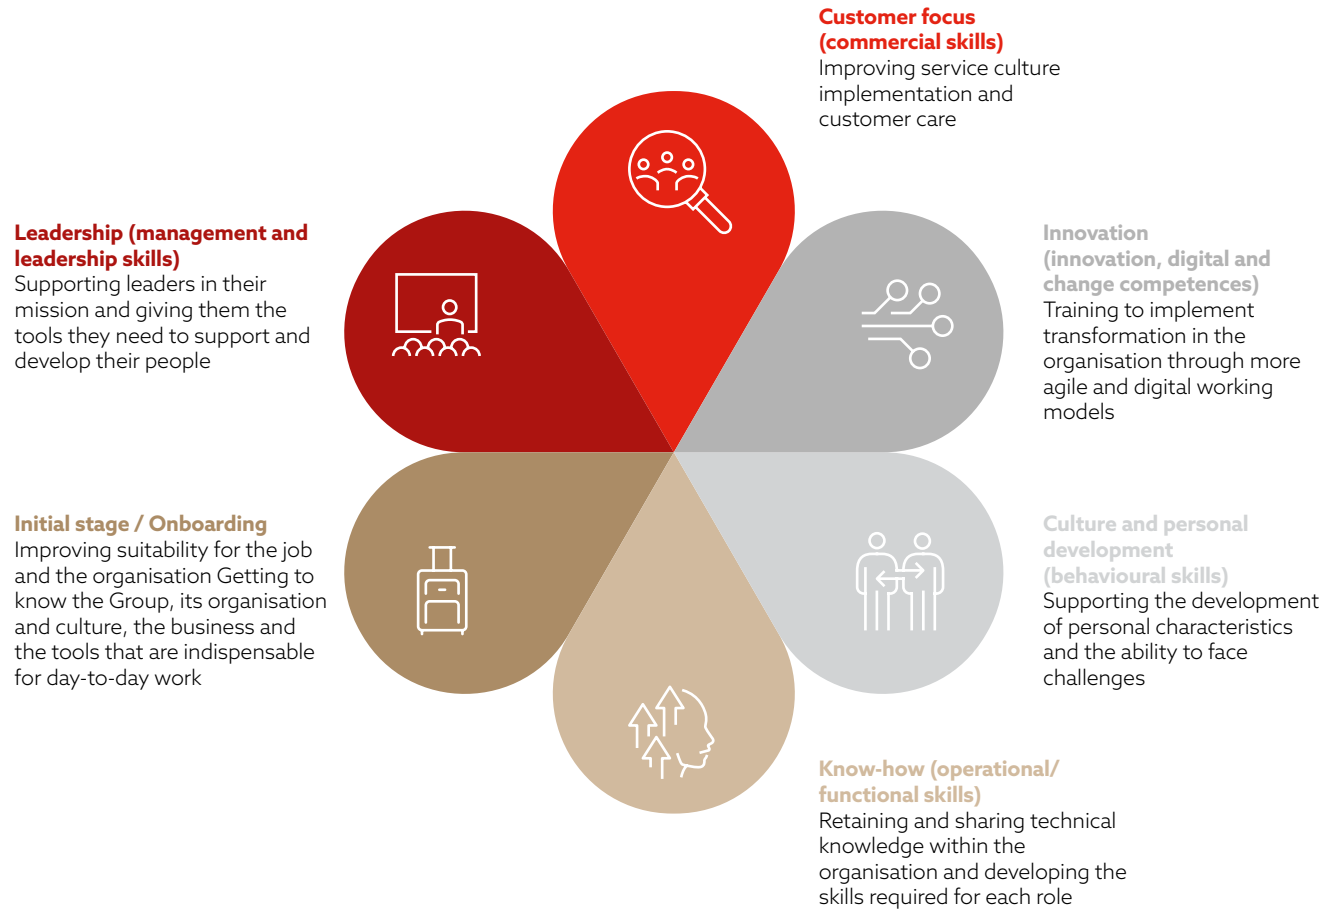 Customer focus
(commercial skills)
Improving service culture
implementation and
customer care
Innovation
(innovation, digital and
change competences)
Training to implement
transformation in the
organisation through more
agile and digital working
models
Culture and personal
development
(behavioural skills)
Supporting the development
of personal characteristics
and the ability to face
challenges
Know-how (operational/
functional skills)
Retaining and sharing technical
knowledge within the
organisation and developing the
skills required for each role
Initial stage / Onboarding
Improving suitability for the job
and the organisation Getting to
know the Group, its organisation
and culture, the business and
the tools that are indispensable
for day-to-day work
Leadership (management and
leadership skills)
Supporting leaders in their
mission and giving them the
tools they need to support and
develop their people